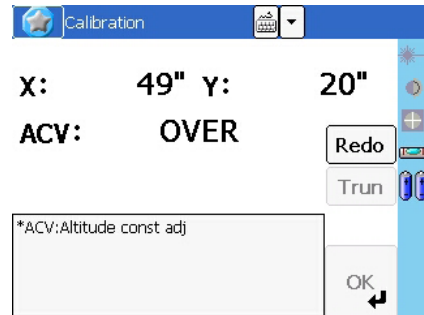 Calibration
X: 49" Y: 20"
ACV: OVER
Redo
Trun
*ACV:Altitude const adj
OK